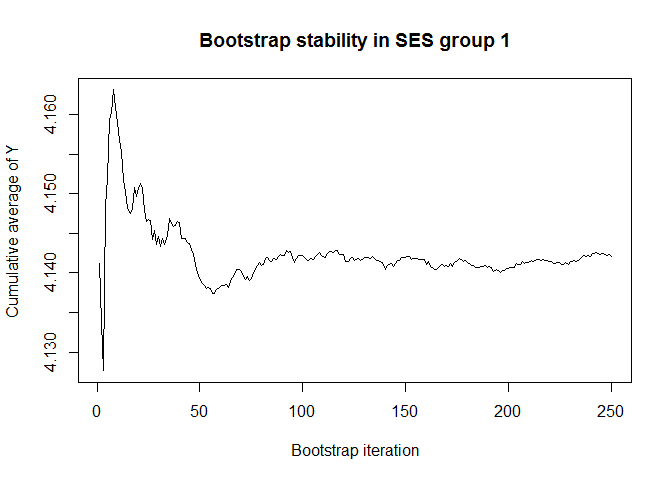 Bootstrap stability in SES group 1
Cumulative average of Y
4.160
4.150
4.140
4.130
0 50 100 150 200 250
Bootstrap iteration